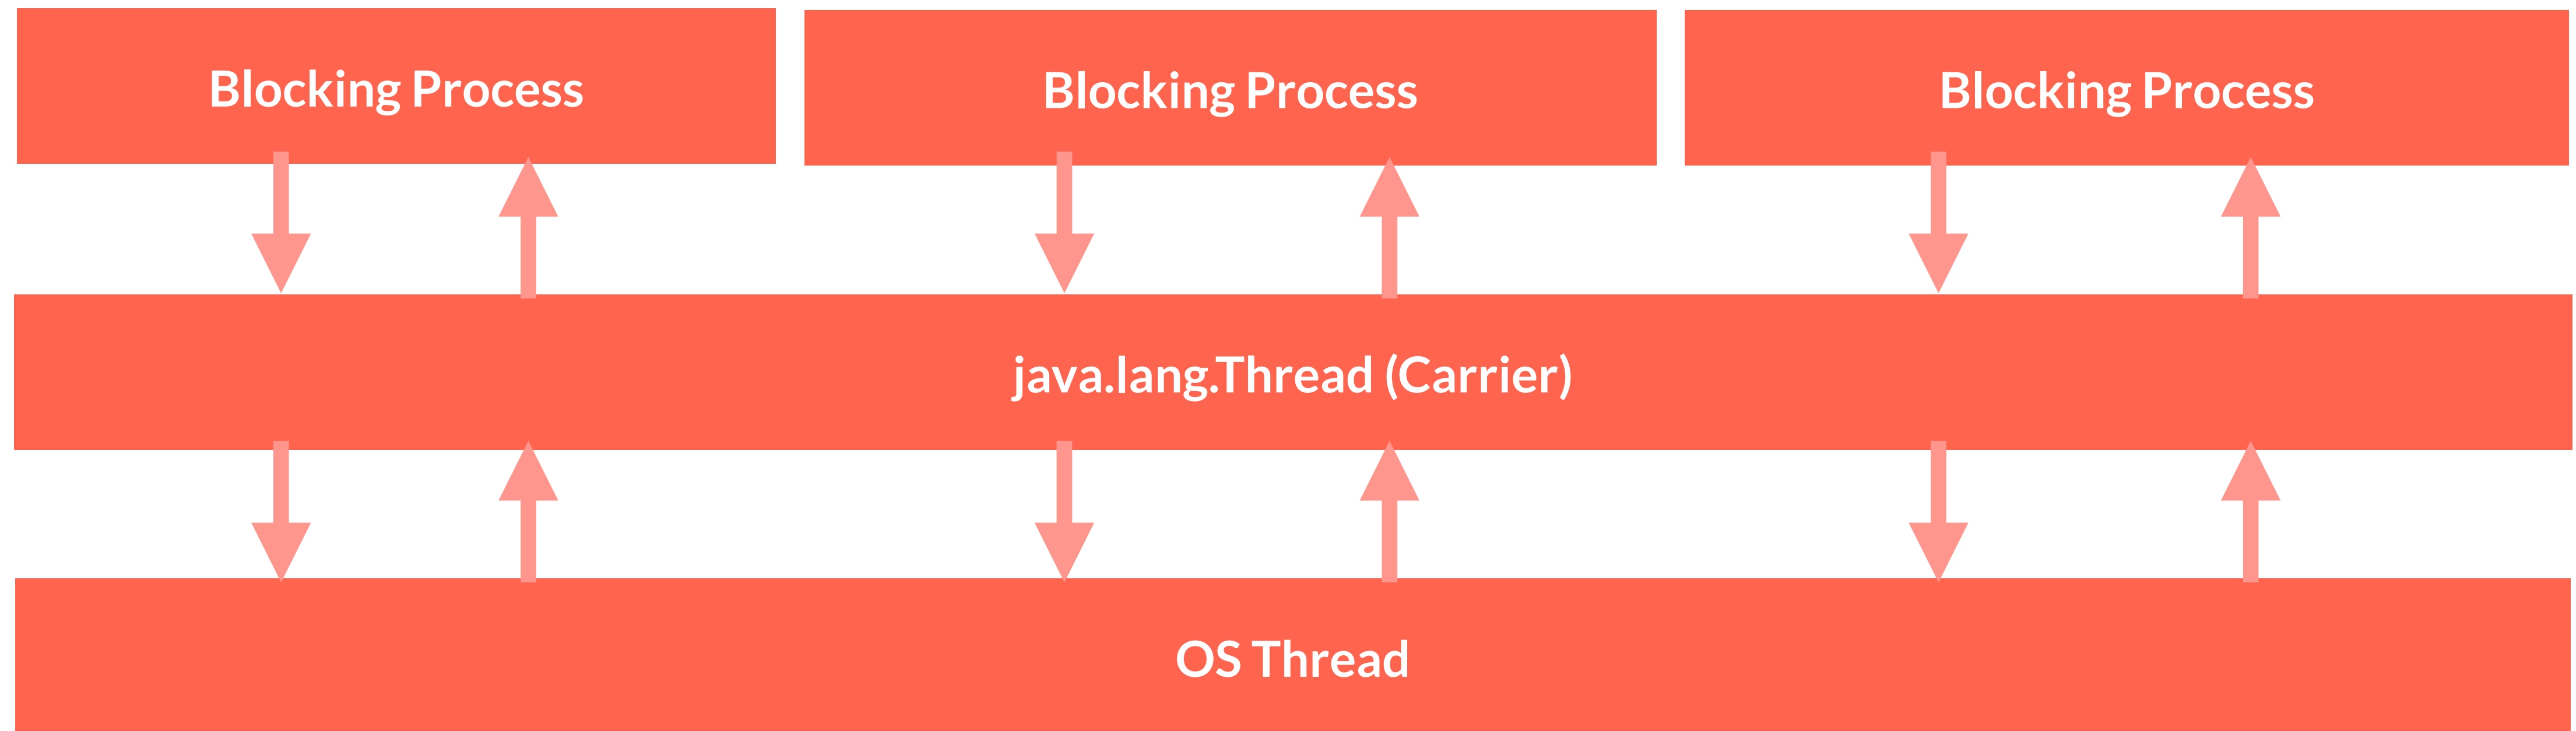 Blocking Process
Blocking Process
Blocking Process
java.lang.Thread (Carrier)
OS Thread